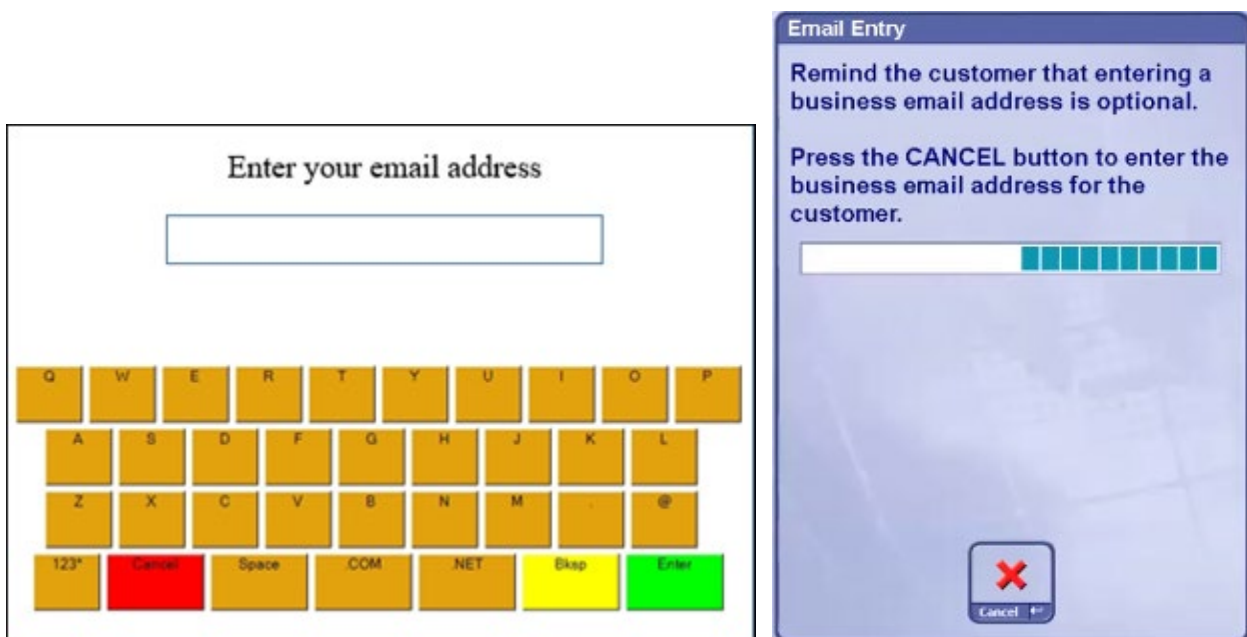 Enter your email address
Q W E R T Y U I O P
A S D F G H J K L
Z X C V B N M . @
123* Cancel Space .COM .NET Bksp Enter
Email Entry
Remind the customer that entering a
business email address is optional.
Press the CANCEL button to enter the
business email address for the
customer.
Cancel